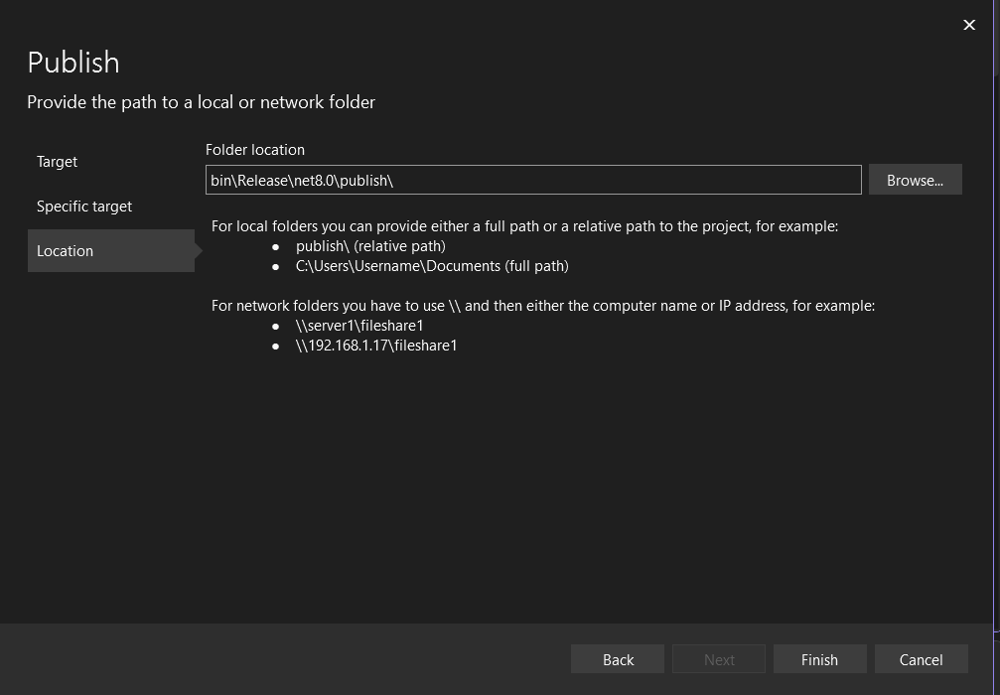 Publish
Provide the path to a local or network folder
Target
Specific target
Location
Folder location
bin\Release\net8.0\publish\
Browse...
For local folders you can provide either a full path or a relative path to the project, for example:
● publish\ (relative path)
● C:\Users\Username\Documents (full path)
For network folders you have to use \\ and then either the computer name or IP address, for example:
● \\server1\fileshare1
● \\192.168.1.17\fileshare1
Back
Next
Finish
Cancel